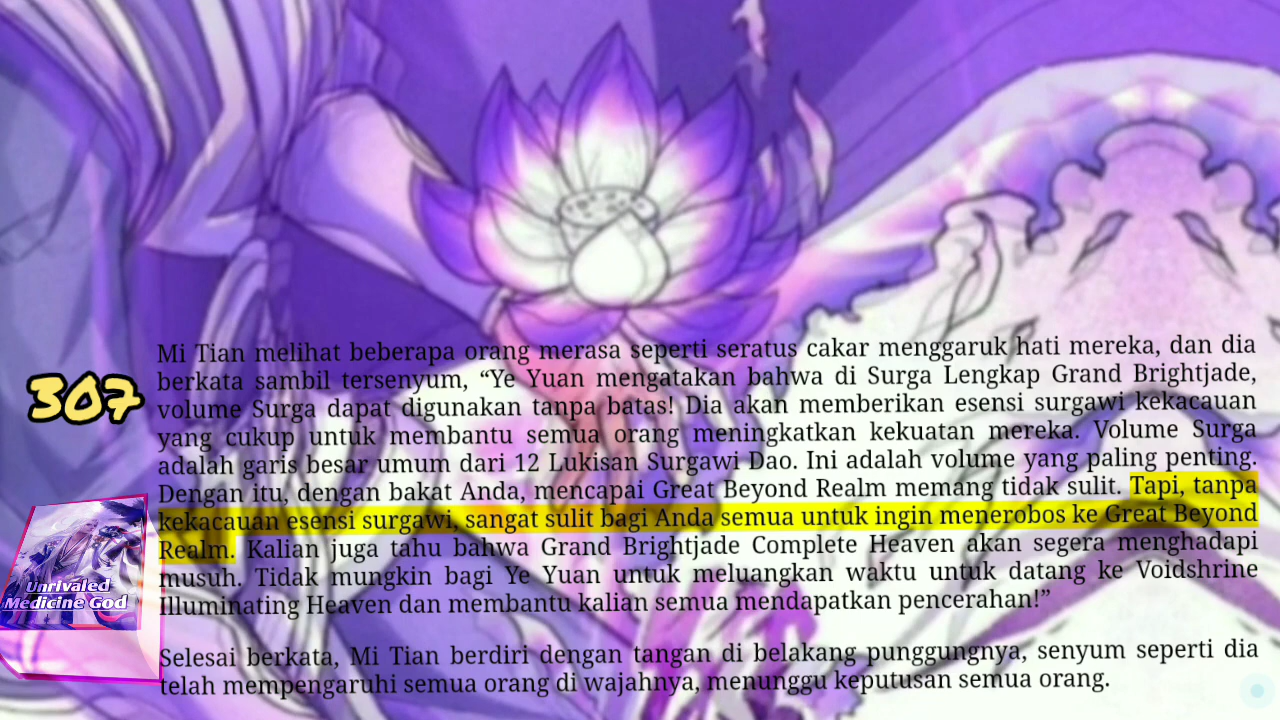 Mi Tian melihat beberapa orang merasa seperti seratus cakar menggaruk hati mereka, dan dia
berkata sambil tersenyum, “Ye Yuan mengatakan bahwa di Surga Lengkap Grand Brightjade,
volume Surga dapat digunakan tanpa batas! Dia akan memberikan esensi surgawi kekacauan
yang cukup untuk membantu semua orang meningkatkan kekuatan mereka. Volume Surga
adalah garis besar umum dari 12 Lukisan Surgawi Dao. Ini adalah volume yang paling penting.
Dengan itu, dengan bakat Anda, mencapai Great Beyond Realm memang tidak sulit. Tapi, tanpa
kekacauan esensi surgawi, sangat sulit bagi Anda semua untuk ingin menerobos ke Great Beyond
Realm. Kalian juga tahu bahwa Grand Brightjade Complete Heaven akan segera menghadapi
musuh. Tidak mungkin bagi Ye Yuan untuk meluangkan waktu untuk datang ke Voidshrine
Illuminating Heaven dan membantu kalian semua mendapatkan pencerahan!”
Selesai berkata, Mi Tian berdiri dengan tangan di belakang punggungnya, senyum seperti dia
telah mempengaruhi semua orang di wajahnya, menunggu keputusan semua orang.
307
Unrivaled
Medicine God